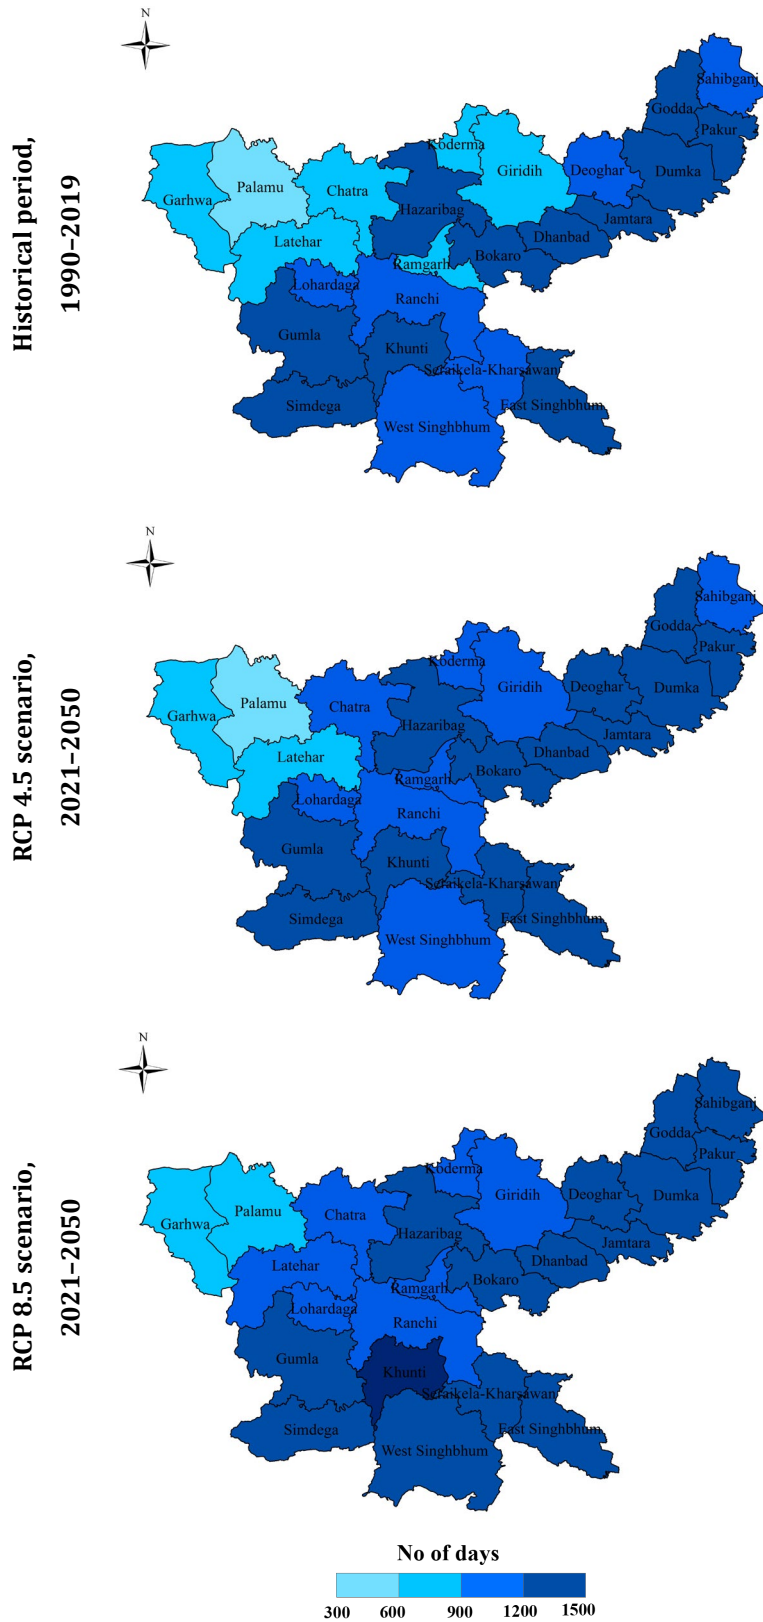 N
Historical period,
1990–2019
Sahibganj
Godda
Pakur
Koderma
Giridih
Deoghar
Dumka
Garhwa
Palamu
Chatra
Hazaribag
Jamtara
Dhanbad
Latehar
Bokaro
Ramgarh
Lohardaga
Ranchi
Gumla
Khunti
Seraikela-Kharsawan
Simdega
East Singhbhum
West Singhbhum
N
RCP 4.5 scenario,
2021–2050
Sahibganj
Godda
Pakur
Koderma
Giridih
Deoghar
Dumka
Garhwa
Palamu
Chatra
Hazaribag
Jamtara
Dhanbad
Latehar
Bokaro
Ramgarh
Lohardaga
Ranchi
Gumla
Khunti
Seraikela-Kharsawan
Simdega
East Singhbhum
West Singhbhum
N
RCP 8.5 scenario,
2021–2050
Sahibganj
Godda
Pakur
Koderma
Giridih
Deoghar
Dumka
Garhwa
Palamu
Chatra
Hazaribag
Jamtara
Dhanbad
Latehar
Bokaro
Ramgarh
Lohardaga
Ranchi
Gumla
Khunti
Seraikela-Kharsawan
Simdega
East Singhbhum
West Singhbhum
No of days
300 600 900 1200 1500